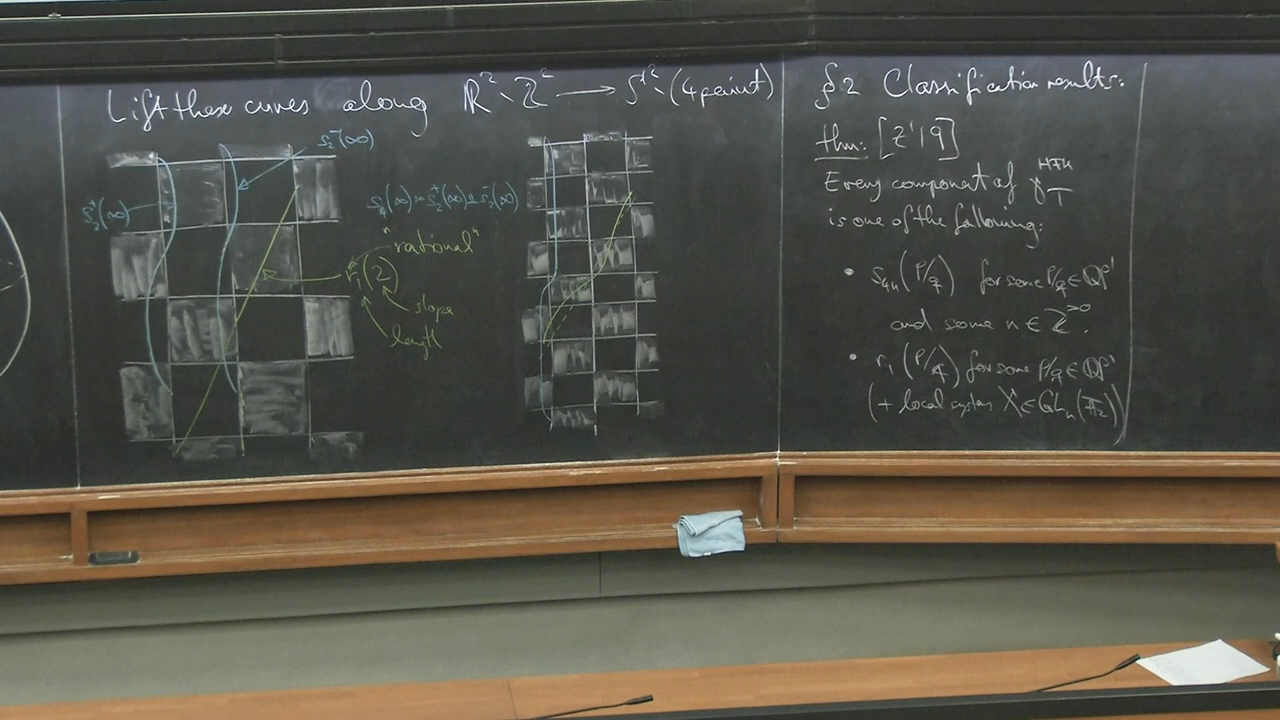 Lift these curves along ℝ²∖ℤ² ⟶ S²∖(4 point)
s₂⁻(∞)
s₂⁺(∞)
s₄(∞) = s₂⁺(∞) ⊕ s₂⁻(∞)
"rational"
r₁(2)
slope
length
§2 Classification results:
thm: [Z'19]
Every component of γ_T^{HFK}
is one of the following:
• s₄ₙ(P/q) for some P/q ∈ ℚP¹
and some n ∈ ℤ^{>0}.
• r₁(P/q) for some P/q ∈ ℚP¹
(+ local system X ∈ GLₙ(𝔽₂))